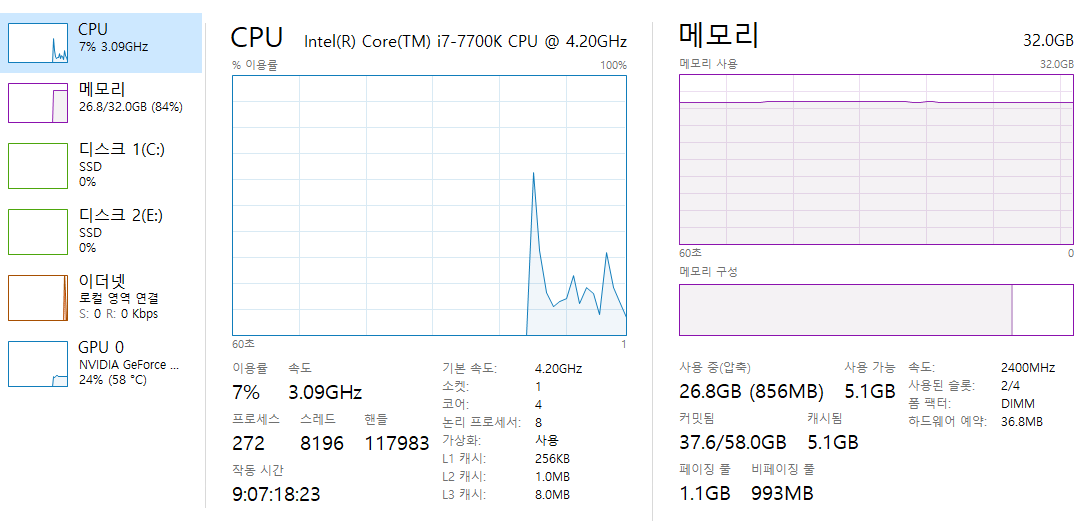 CPU
7% 3.09GHz
메모리
26.8/32.0GB (84%)
디스크 1(C:)
SSD
0%
디스크 2(E:)
SSD
0%
이더넷
로컬 영역 연결
S: 0 R: 0 Kbps
GPU 0
NVIDIA GeForce ...
24% (58 °C)
CPU Intel(R) Core(TM) i7-7700K CPU @ 4.20GHz
% 이용률 100%
60초 1
이용률 속도
7% 3.09GHz
프로세스 스레드 핸들
272 8196 117983
작동 시간
9:07:18:23
기본 속도: 4.20GHz
소켓: 1
코어: 4
논리 프로세서: 8
가상화: 사용
L1 캐시: 256KB
L2 캐시: 1.0MB
L3 캐시: 8.0MB
메모리 32.0GB
메모리 사용 32.0GB
60초 0
메모리 구성
사용 중(압축) 사용 가능
26.8GB (856MB) 5.1GB
커밋됨 캐시됨
37.6/58.0GB 5.1GB
페이징 풀 비페이징 풀
1.1GB 993MB
속도: 2400MHz
사용된 슬롯: 2/4
폼 팩터: DIMM
하드웨어 예약: 36.8MB